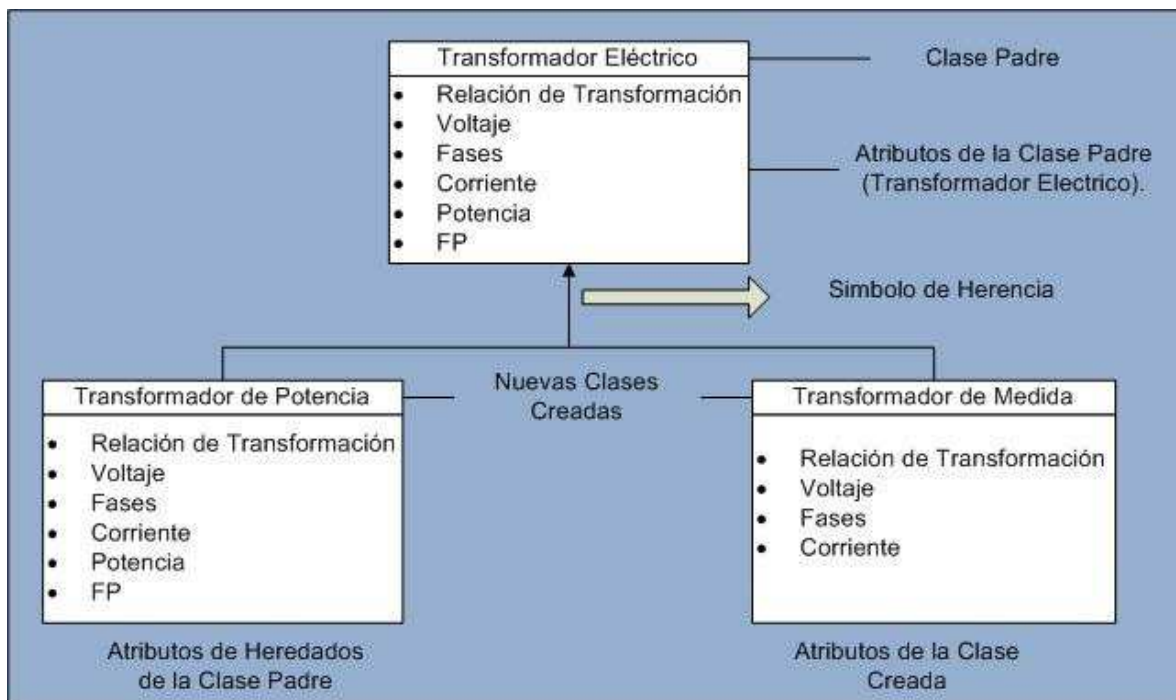 Transformador Eléctrico
• Relación de Transformación
• Voltaje
• Fases
• Corriente
• Potencia
• FP
Clase Padre
Atributos de la Clase Padre
(Transformador Electrico).
Simbolo de Herencia
Nuevas Clases
Creadas
Transformador de Potencia
• Relación de Transformación
• Voltaje
• Fases
• Corriente
• Potencia
• FP
Atributos de Heredados
de la Clase Padre
Transformador de Medida
• Relación de Transformación
• Voltaje
• Fases
• Corriente
Atributos de la Clase
Creada